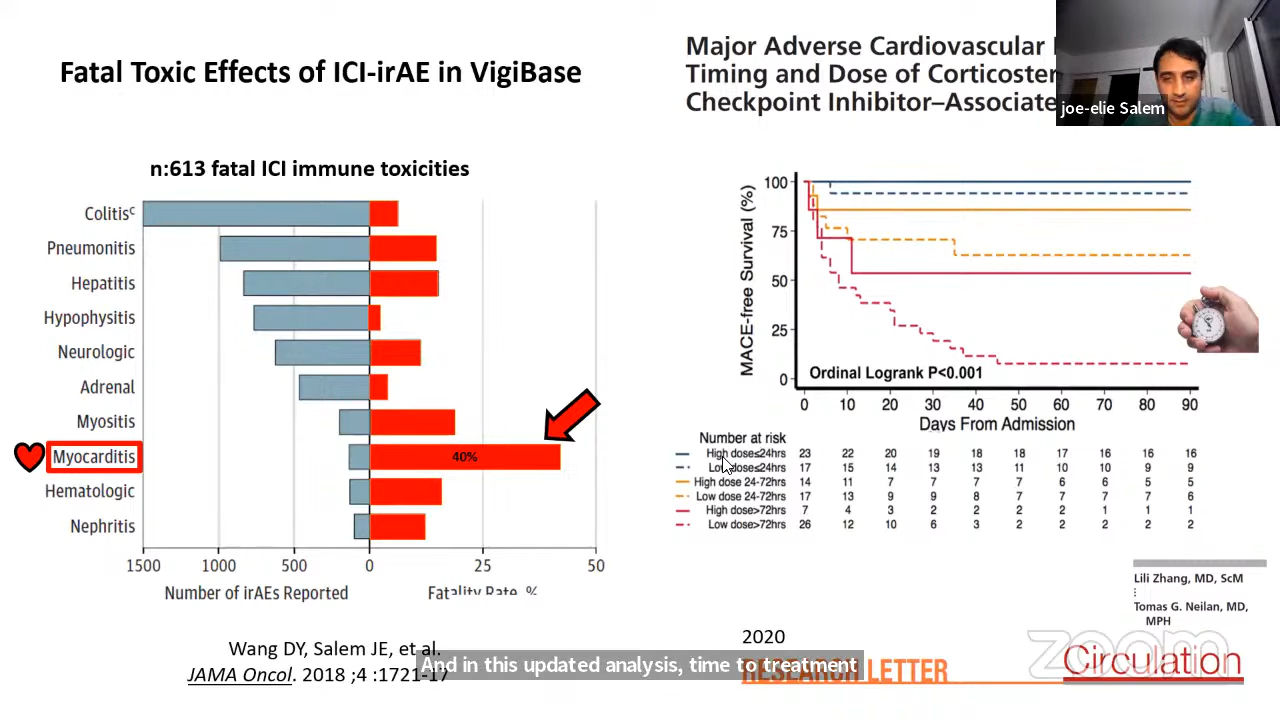 Fatal Toxic Effects of ICI-irAE in VigiBase
n:613 fatal ICI immune toxicities
Colitisᶜ
Pneumonitis
Hepatitis
Hypophysitis
Neurologic
Adrenal
Myositis
Myocarditis
40%
Hematologic
Nephritis
1500 1000 500 0 25 50
Number of irAEs Reported
Fatality Rate, %
Wang DY, Salem JE, et al.
JAMA Oncol. 2018 ;4 :1721-17
Major Adverse Cardiovascular
Timing and Dose of Corticoster
Checkpoint Inhibitor–Associate
joe-elie Salem
MACE-free Survival (%)
100
75
50
25
0
Ordinal Logrank P<0.001
0 10 20 30 40 50 60 70 80 90
Days From Admission
Number at risk
High dose≤24hrs 23 22 20 19 18 18 17 16 16 16
Low dose≤24hrs 17 15 14 13 13 11 10 10 9 9
High dose 24-72hrs 14 11 7 7 7 7 6 6 5 5
Low dose 24-72hrs 17 13 9 9 8 7 7 7 7 6
High dose>72hrs 7 4 3 2 2 2 2 1 1 1
Low dose>72hrs 26 12 10 6 3 2 2 2 2 2
Lili Zhang, MD, ScM
⋮
Tomas G. Neilan, MD,
MPH
2020
RESEARCH LETTER
zoom
Circulation
And in this updated analysis, time to treatment